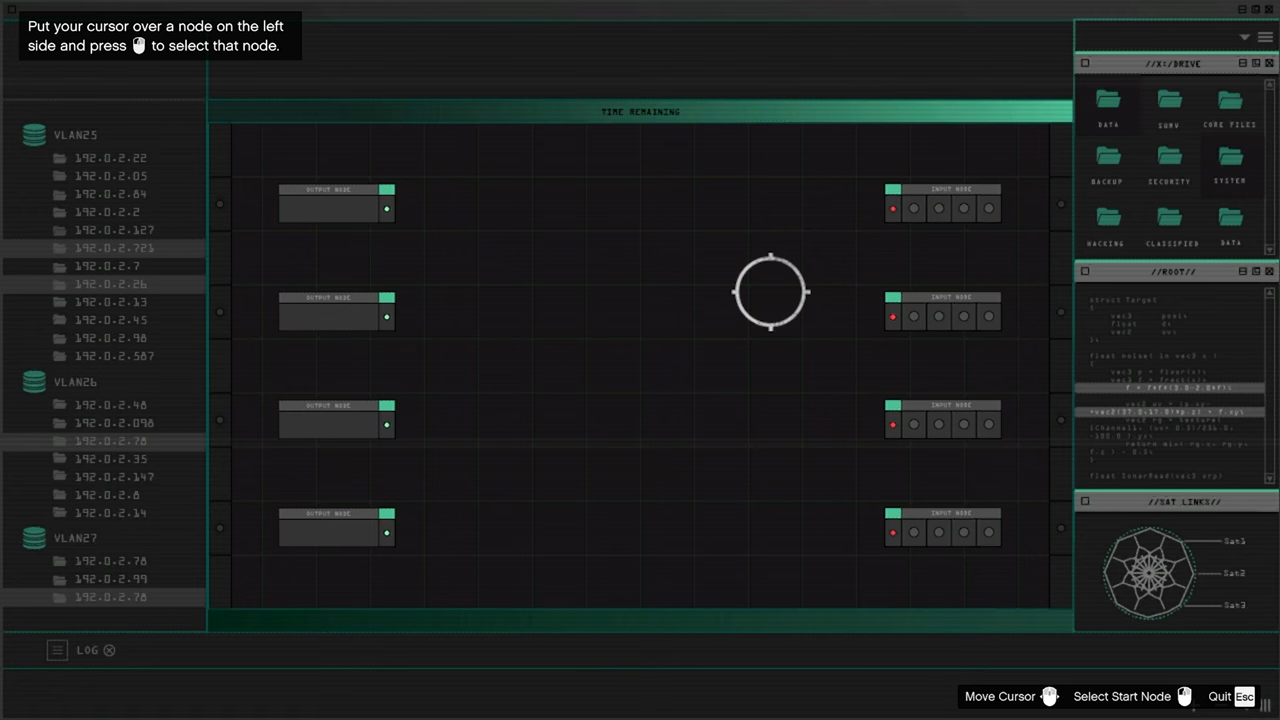 Put your cursor over a node on the left
side and press to select that node.
TIME REMAINING
VLAN25
192.0.2.22
192.0.2.05
192.0.2.84
192.0.2.2
192.0.2.127
192.0.2.721
192.0.2.7
192.0.2.26
192.0.2.13
192.0.2.45
192.0.2.98
192.0.2.587
VLAN26
192.0.2.48
192.0.2.098
192.0.2.78
192.0.2.35
192.0.2.147
192.0.2.8
192.0.2.14
VLAN27
192.0.2.78
192.0.2.99
192.0.2.78
LOG
OUTPUT NODE
INPUT NODE
OUTPUT NODE
INPUT NODE
OUTPUT NODE
INPUT NODE
OUTPUT NODE
INPUT NODE
//X:/DRIVE
DATA
SURV
CORE FILES
BACKUP
SECURITY
SYSTEM
HACKING
CLASSIFIED
DATA
//ROOT//
struct Target
{
float
//SAT LINKS//
Sat1
Sat2
Sat3
Move Cursor
Select Start Node
Quit Esc